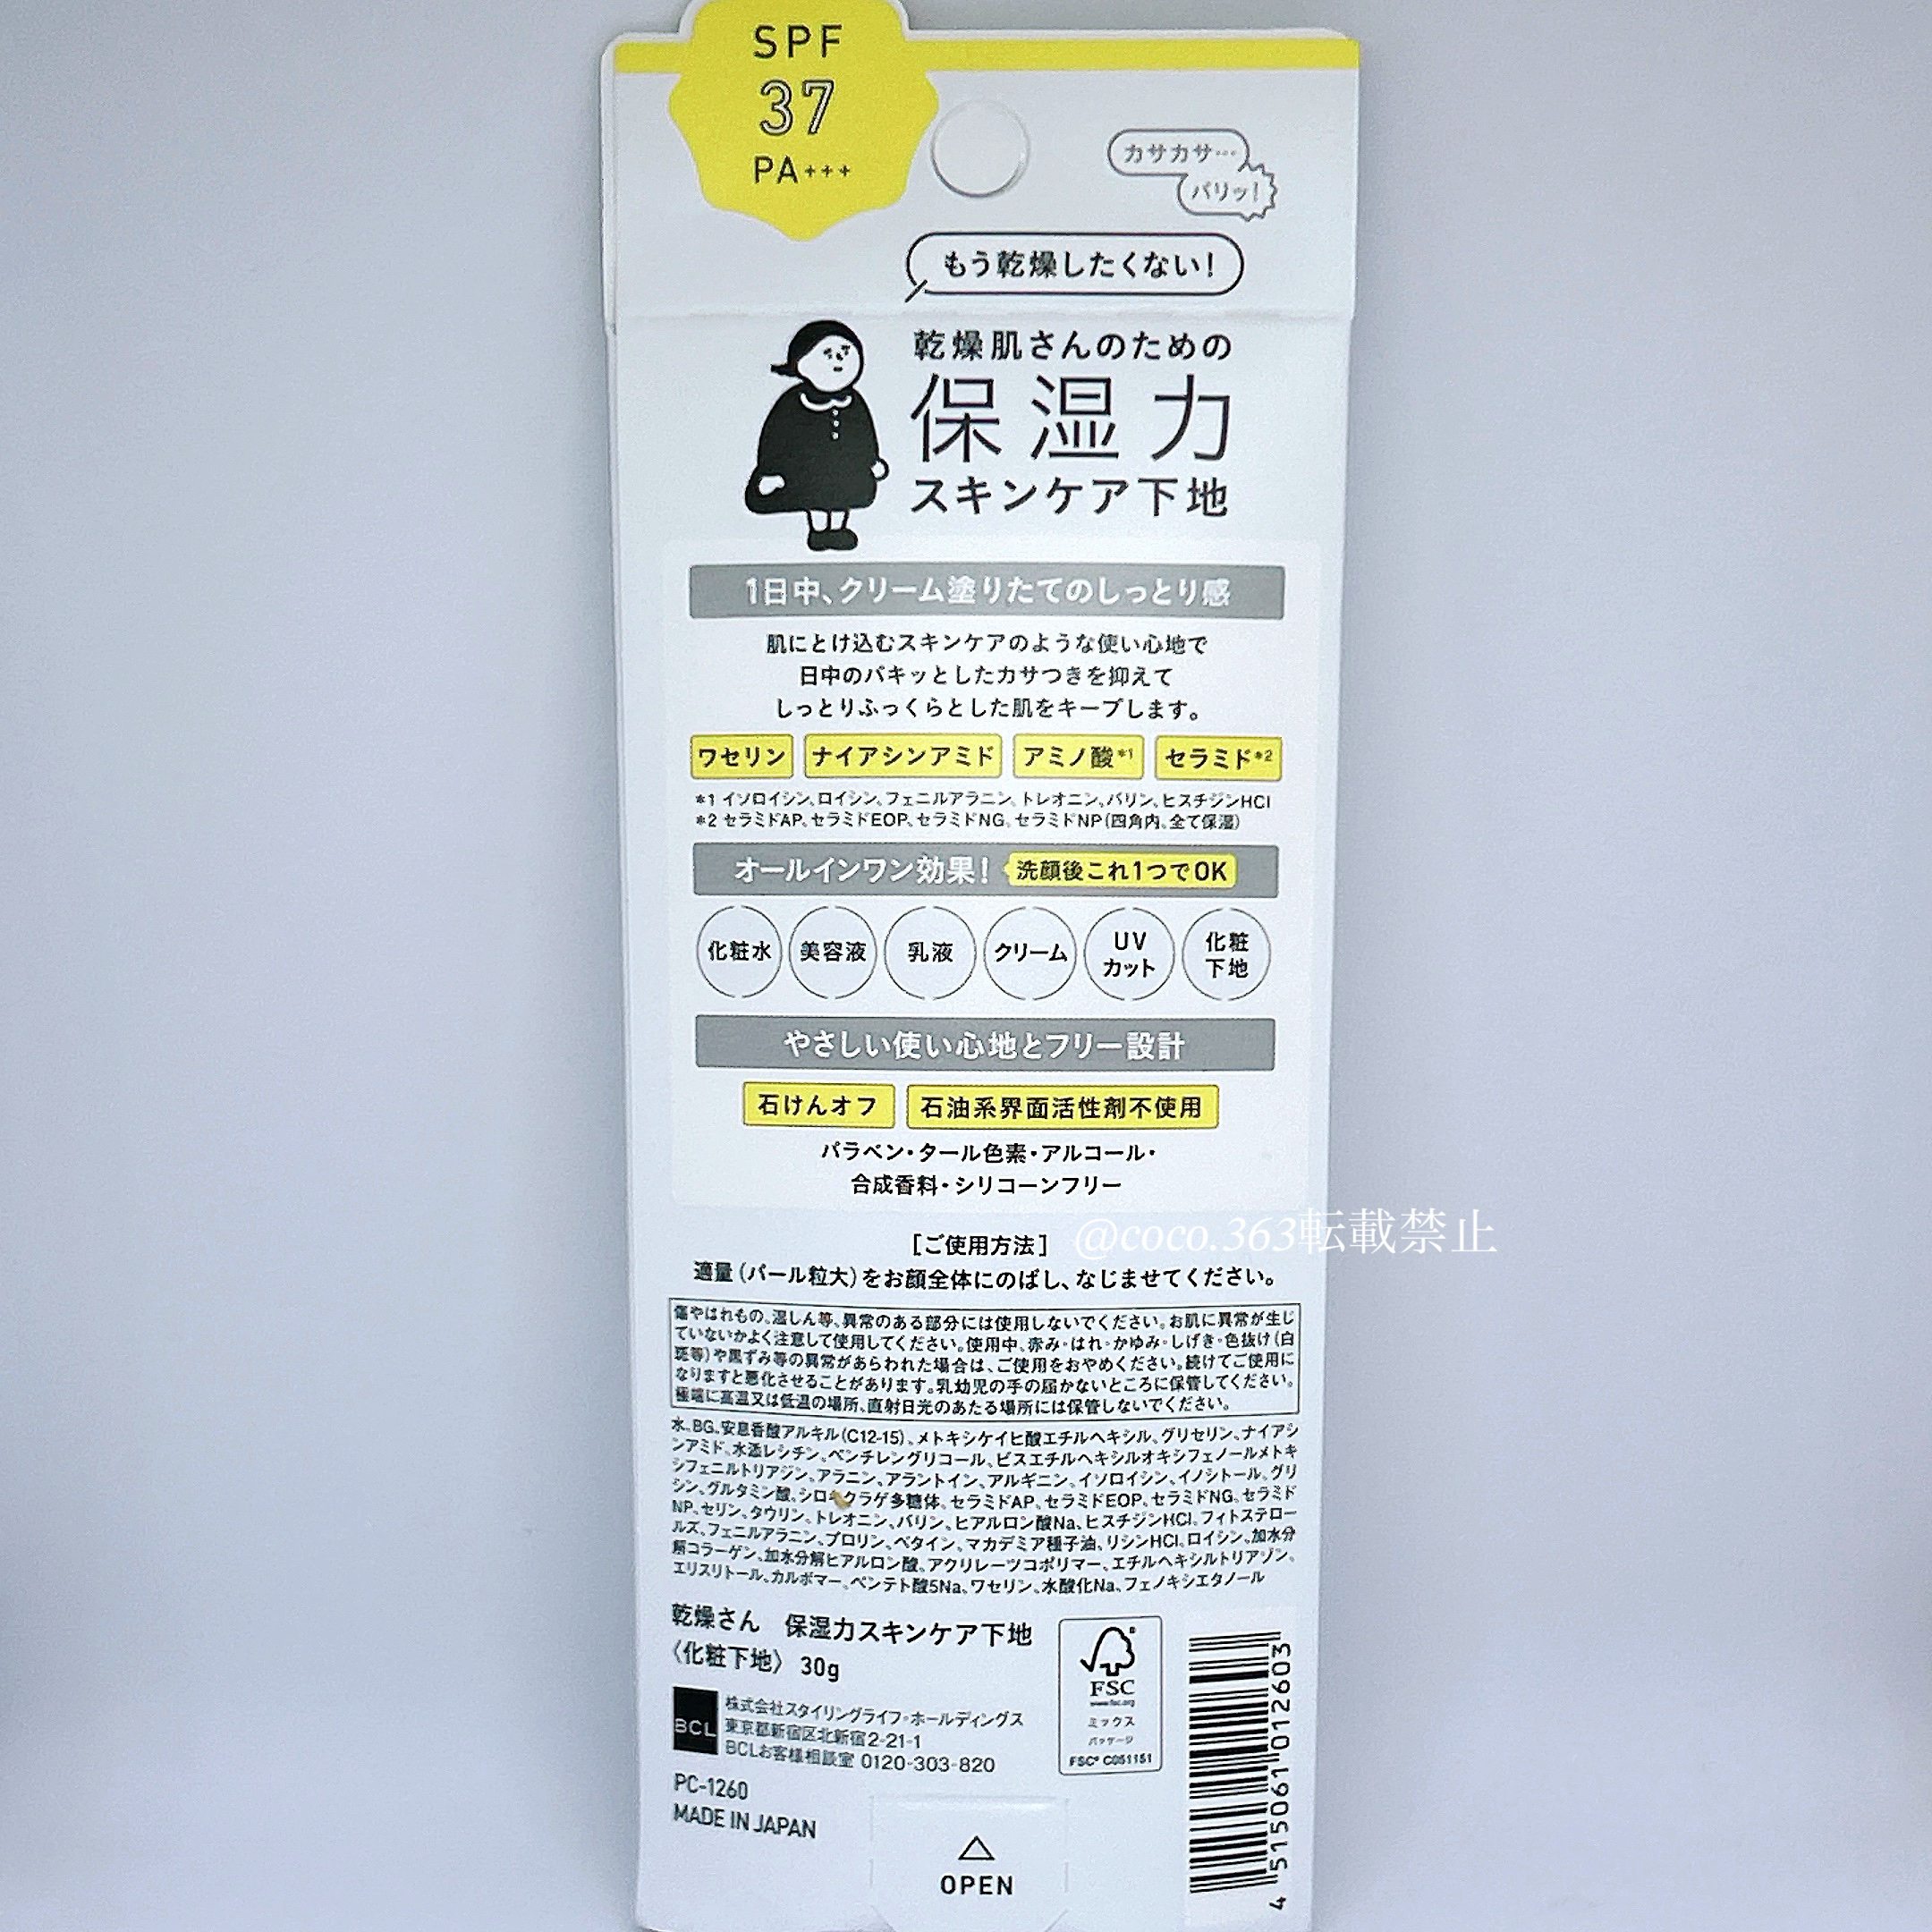 SPF
37
PA+++
カサカサ…
パリッ!
もう乾燥したくない!
乾燥肌さんのための
保湿力
スキンケア下地
1日中、クリーム塗りたてのしっとり感
肌にとけ込むスキンケアのような使い心地で
日中のパキッとしたカサつきを抑えて
しっとりふっくらとした肌をキープします。
ワセリン ナイアシンアミド アミノ酸*1 セラミド*2
*1 イソロイシン、ロイシン、フェニルアラニン、トレオニン、バリン、ヒスチジンHCl
*2 セラミドAP、セラミドEOP、セラミドNG、セラミドNP(四角内、全て保湿)
オールインワン効果! 洗顔後これ1つでOK
化粧水 美容液 乳液 クリーム UVカット 化粧下地
やさしい使い心地とフリー設計
石けんオフ 石油系界面活性剤不使用
パラベン・タール色素・アルコール・
合成香料・シリコーンフリー
[ご使用方法]
@coco.363転載禁止
適量(パール粒大)をお顔全体にのばし、なじませてください。
傷やはれもの、湿しん等、異常のある部分には使用しないでください。お肌に異常が生じ
ていないかよく注意して使用してください。使用中、赤み・はれ・かゆみ・しげき・色抜け(白
斑等)や黒ずみ等の異常があらわれた場合は、ご使用をおやめください。続けてご使用に
なりますと悪化させることがあります。乳幼児の手の届かないところに保管してください。
極端に高温又は低温の場所、直射日光のあたる場所には保管しないでください。
水、BG、安息香酸アルキル(C12-15)、メトキシケイヒ酸エチルヘキシル、グリセリン、ナイアシ
ンアミド、水添レシチン、ペンチレングリコール、ビスエチルヘキシルオキシフェノールメトキ
シフェニルトリアジン、アラニン、アラントイン、アルギニン、イソロイシン、イノシトール、グリ
シン、グルタミン酸、シロキクラゲ多糖体、セラミドAP、セラミドEOP、セラミドNG、セラミド
NP、セリン、タウリン、トレオニン、バリン、ヒアルロン酸Na、ヒスチジンHCl、フィトステロー
ルズ、フェニルアラニン、プロリン、ベタイン、マカデミア種子油、リシンHCl、ロイシン、加水分
解コラーゲン、加水分解ヒアルロン酸、アクリレーツコポリマー、エチルヘキシルトリアゾン、
エリスリトール、カルボマー、ペンテト酸5Na、ワセリン、水酸化Na、フェノキシエタノール
乾燥さん 保湿力スキンケア下地
〈化粧下地〉 30g
BCL
株式会社スタイリングライフ・ホールディングス
東京都新宿区北新宿2-21-1
BCLお客様相談室 0120-303-820
PC-1260
MADE IN JAPAN
FSC
www.fsc.org
ミックス
パッケージ
FSC® C051151
4 515061 012603
OPEN